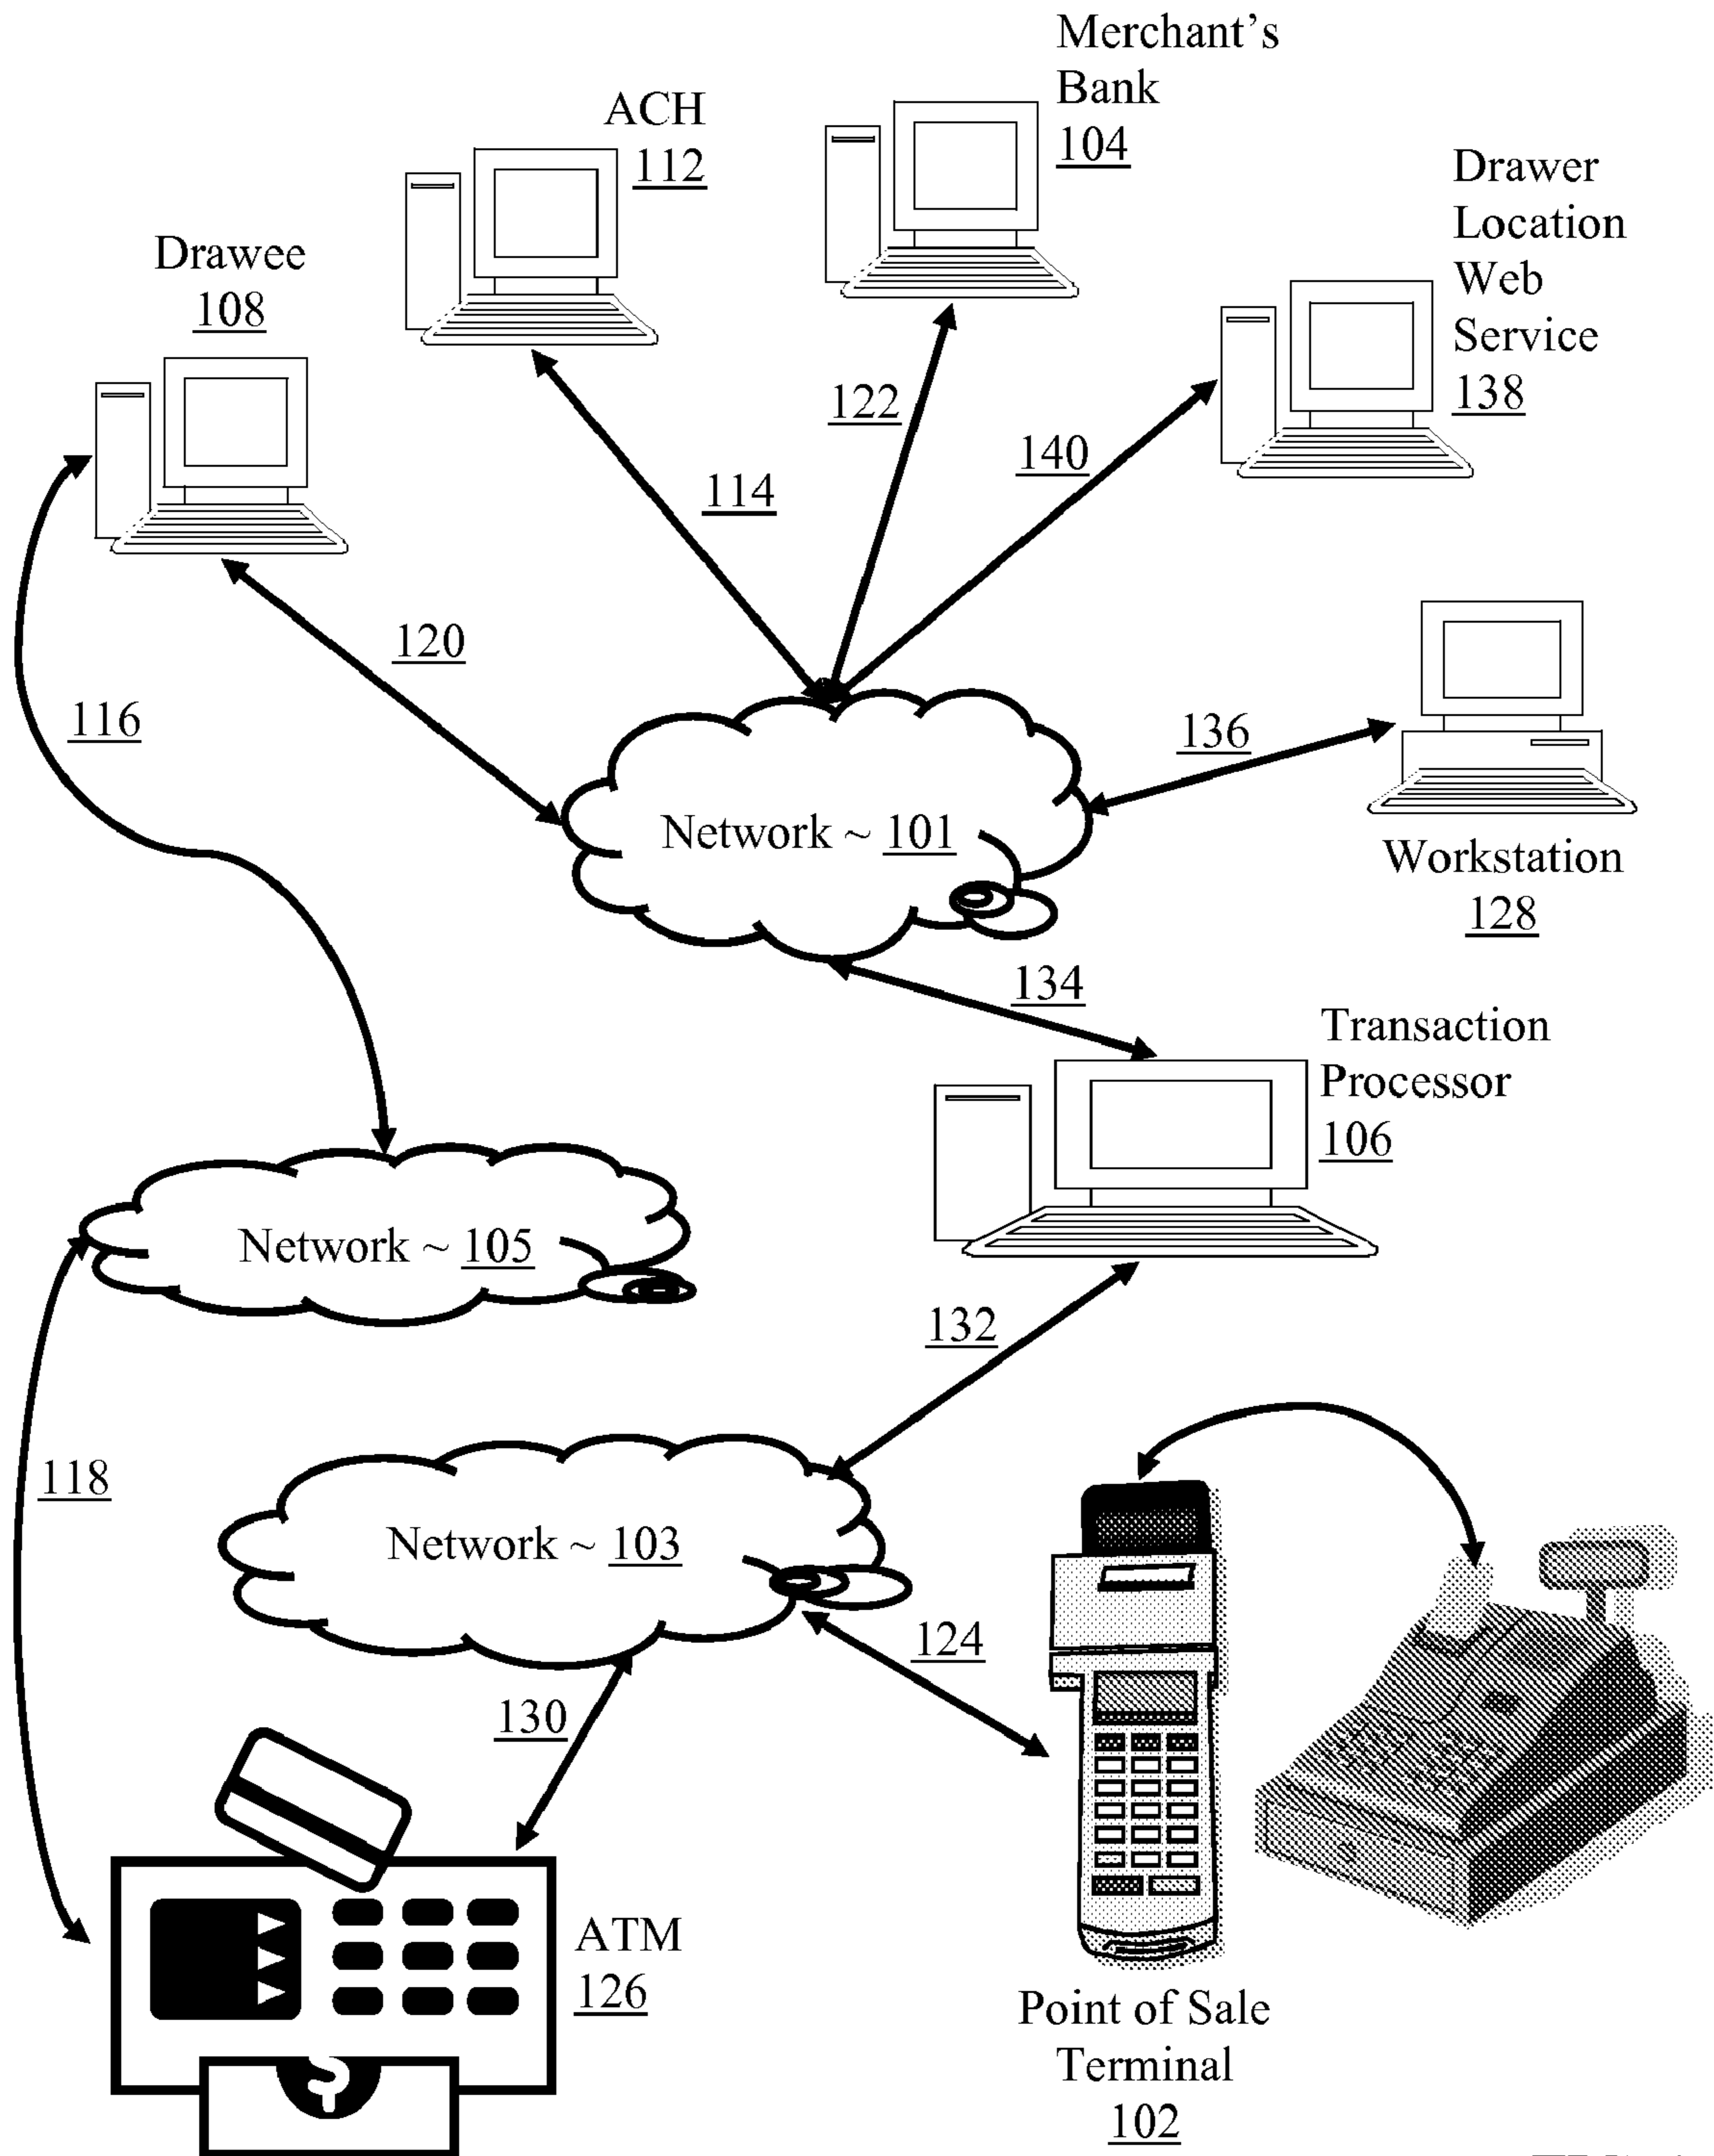 Merchant's
Bank
104
ACH
112
Drawer
Location
Web
Service
138
Drawee
108
122
140
114
120
116
136
Network ~ 101
Workstation
128
134
Transaction
Processor
106
Network ~ 105
132
118
Network ~ 103
124
130
ATM
126
Point of Sale
Terminal
102